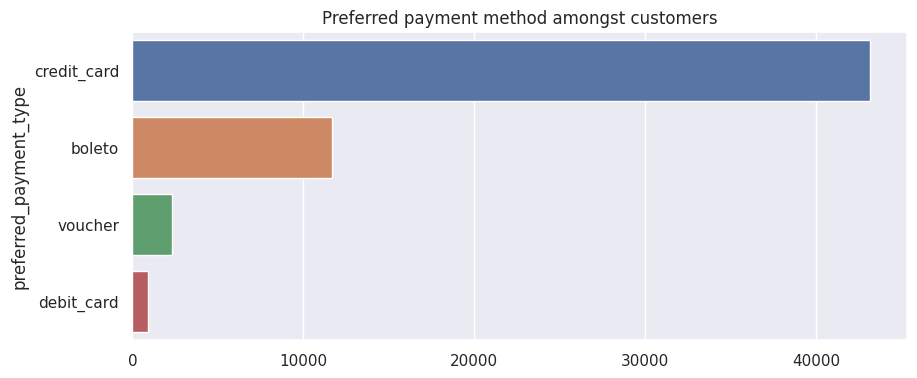 Preferred payment method amongst customers
preferred_payment_type
credit_card
boleto
voucher
debit_card
0 10000 20000 30000 40000